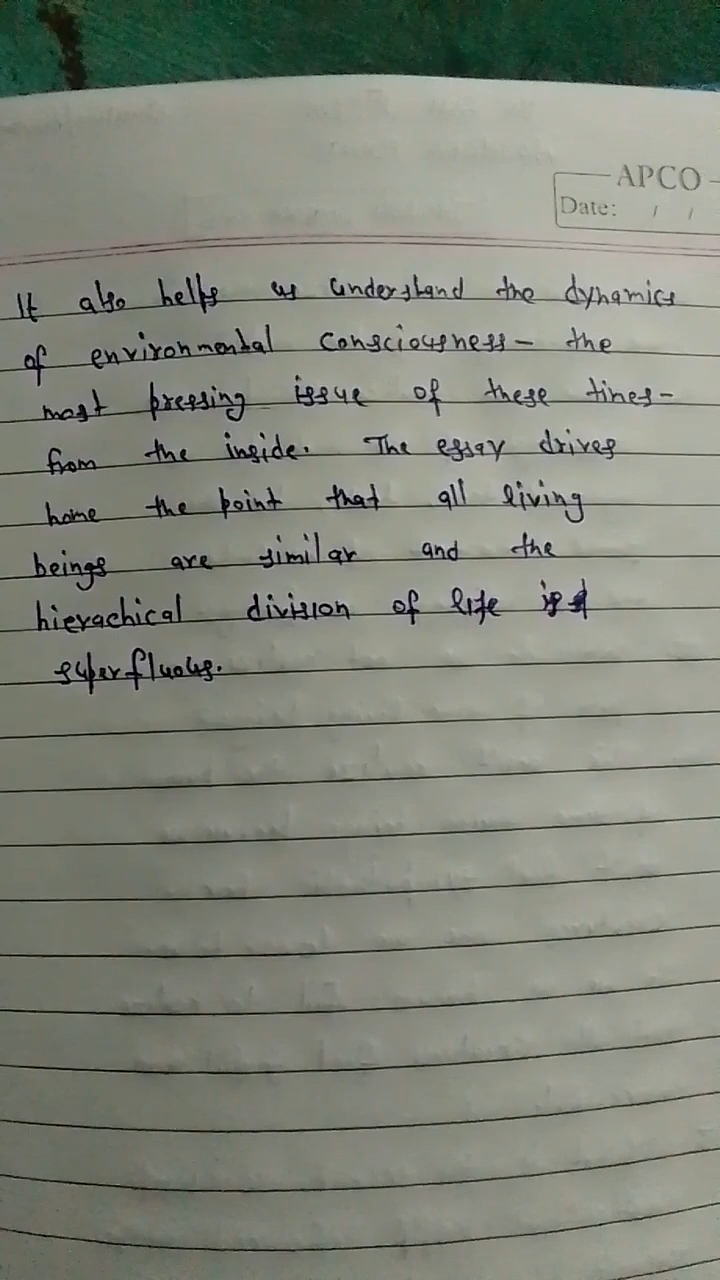 APCO
Date: / /
It also helps us understand the dynamics
of environmental consciousness- the
most pressing issue of these times-
from the inside. The essay drives
home the point that all living
beings are similar and the
hierachical division of life is
superfluous.